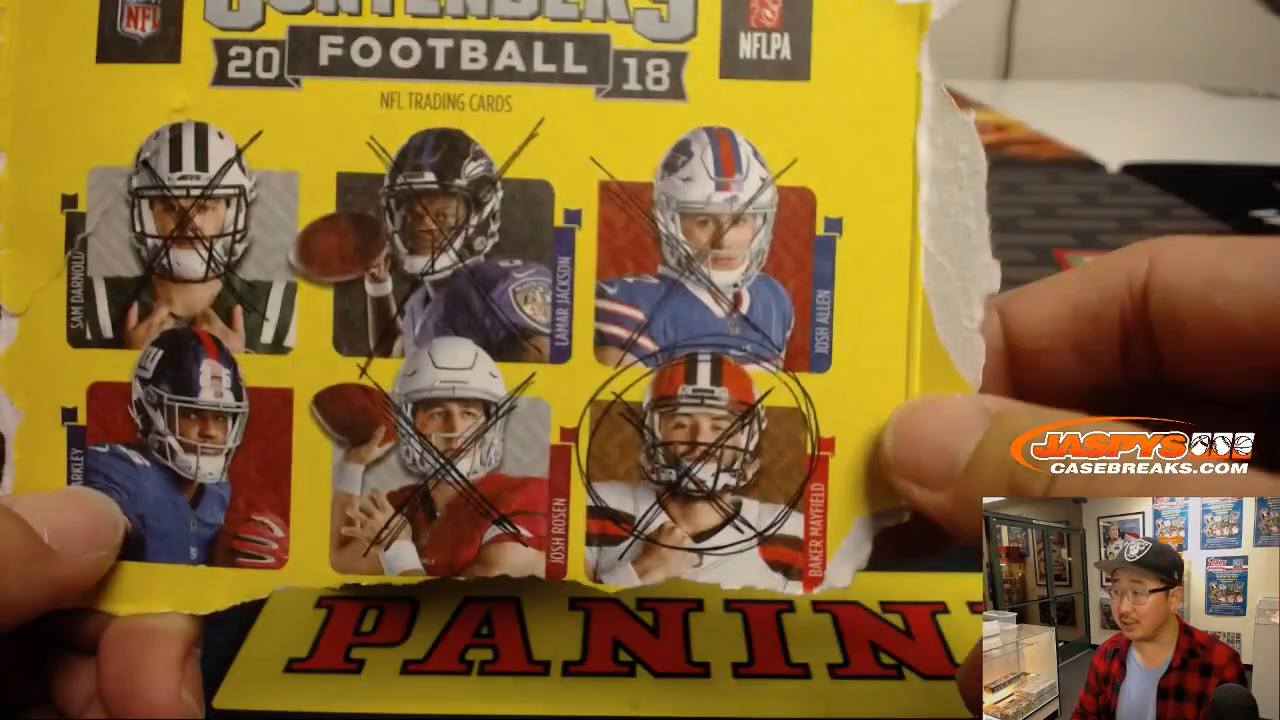 NFL
CONTENDERS
NFLPA
20 FOOTBALL 18
NFL TRADING CARDS
SAM DARNOLD
LAMAR JACKSON
JOSH ALLEN
ARKLEY
JOSH ROSEN
BAKER MAYFIELD
PANINI
JASPYS
CASEBREAKS.COM